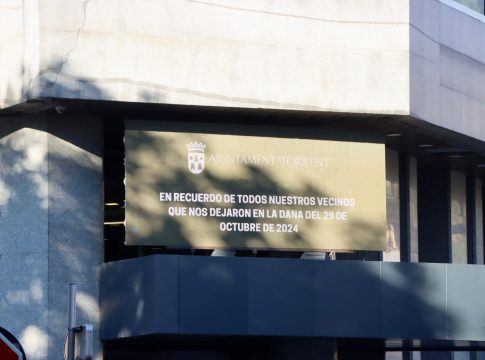 AJUNTAMENT DE TORRENT
EN RECUERDO DE TODOS NUESTROS VECINOS
QUE NOS DEJARON EN LA DANA DEL 29 DE
OCTUBRE DE 2024